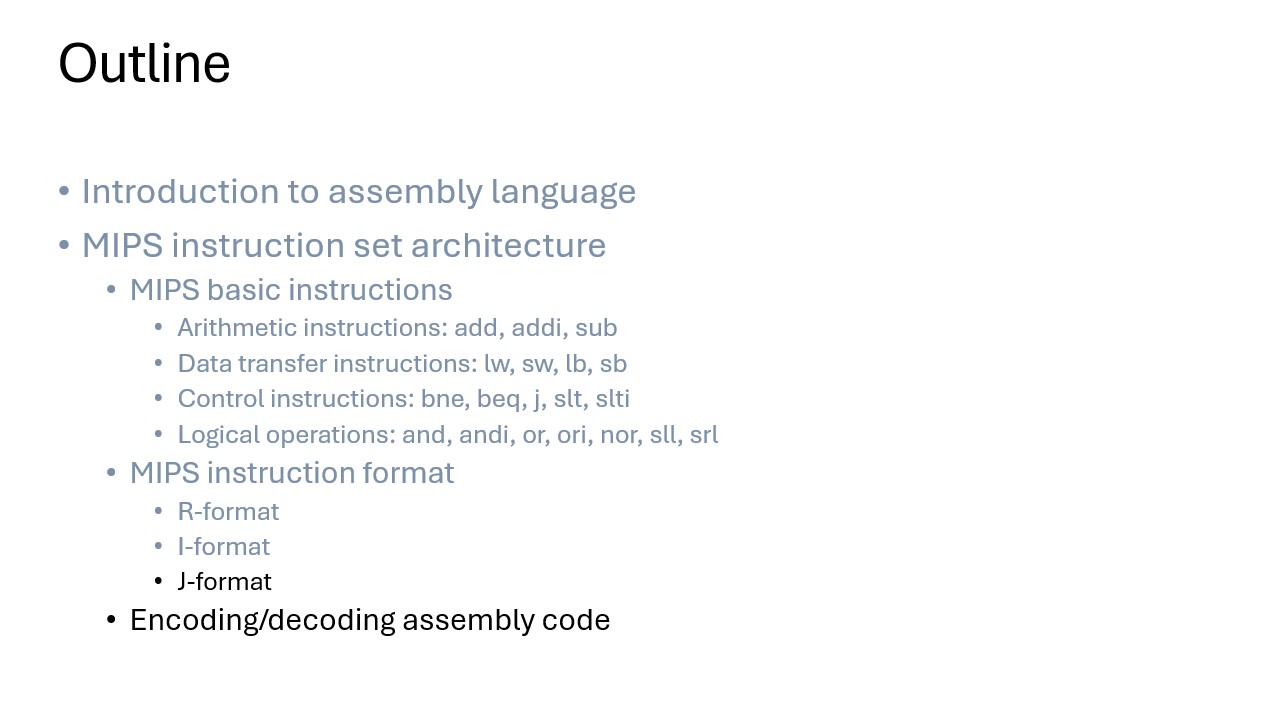 Outline
• Introduction to assembly language
• MIPS instruction set architecture
• MIPS basic instructions
• Arithmetic instructions: add, addi, sub
• Data transfer instructions: lw, sw, lb, sb
• Control instructions: bne, beq, j, slt, slti
• Logical operations: and, andi, or, ori, nor, sll, srl
• MIPS instruction format
• R-format
• I-format
• J-format
• Encoding/decoding assembly code